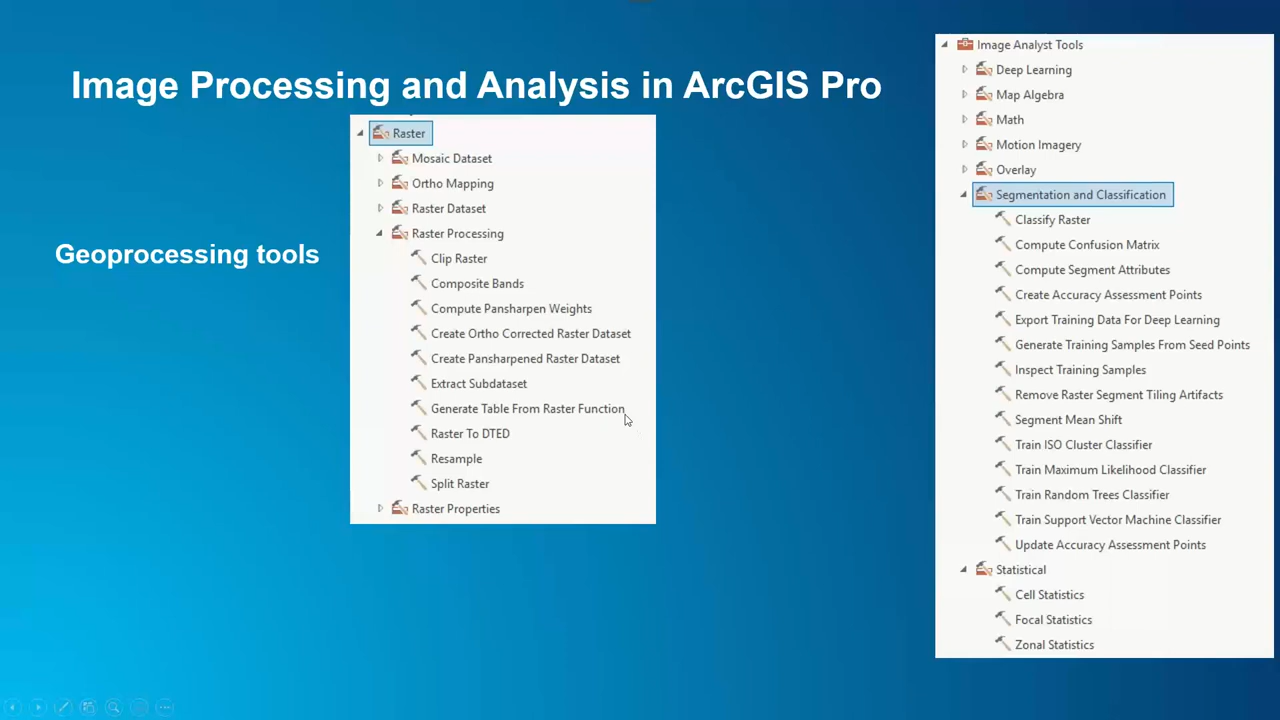 Image Processing and Analysis in ArcGIS Pro
Geoprocessing tools
Raster
Mosaic Dataset
Ortho Mapping
Raster Dataset
Raster Processing
Clip Raster
Composite Bands
Compute Pansharpen Weights
Create Ortho Corrected Raster Dataset
Create Pansharpened Raster Dataset
Extract Subdataset
Generate Table From Raster Function
Raster To DTED
Resample
Split Raster
Raster Properties
Image Analyst Tools
Deep Learning
Map Algebra
Math
Motion Imagery
Overlay
Segmentation and Classification
Classify Raster
Compute Confusion Matrix
Compute Segment Attributes
Create Accuracy Assessment Points
Export Training Data For Deep Learning
Generate Training Samples From Seed Points
Inspect Training Samples
Remove Raster Segment Tiling Artifacts
Segment Mean Shift
Train ISO Cluster Classifier
Train Maximum Likelihood Classifier
Train Random Trees Classifier
Train Support Vector Machine Classifier
Update Accuracy Assessment Points
Statistical
Cell Statistics
Focal Statistics
Zonal Statistics